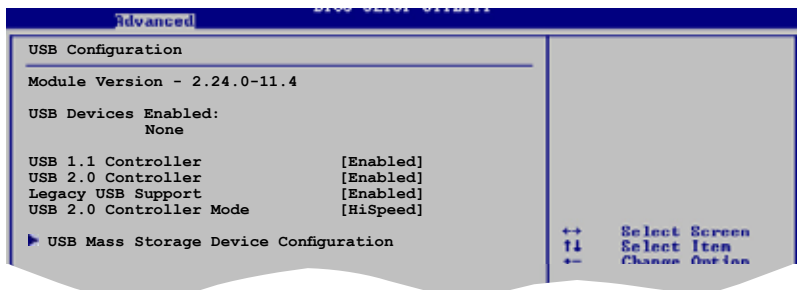 Advanced
USB Configuration
Module Version - 2.24.0-11.4
USB Devices Enabled:
None
USB 1.1 Controller [Enabled]
USB 2.0 Controller [Enabled]
Legacy USB Support [Enabled]
USB 2.0 Controller Mode [HiSpeed]
USB Mass Storage Device Configuration
↔ Select Screen
↑↓ Select Item
+- Change Option